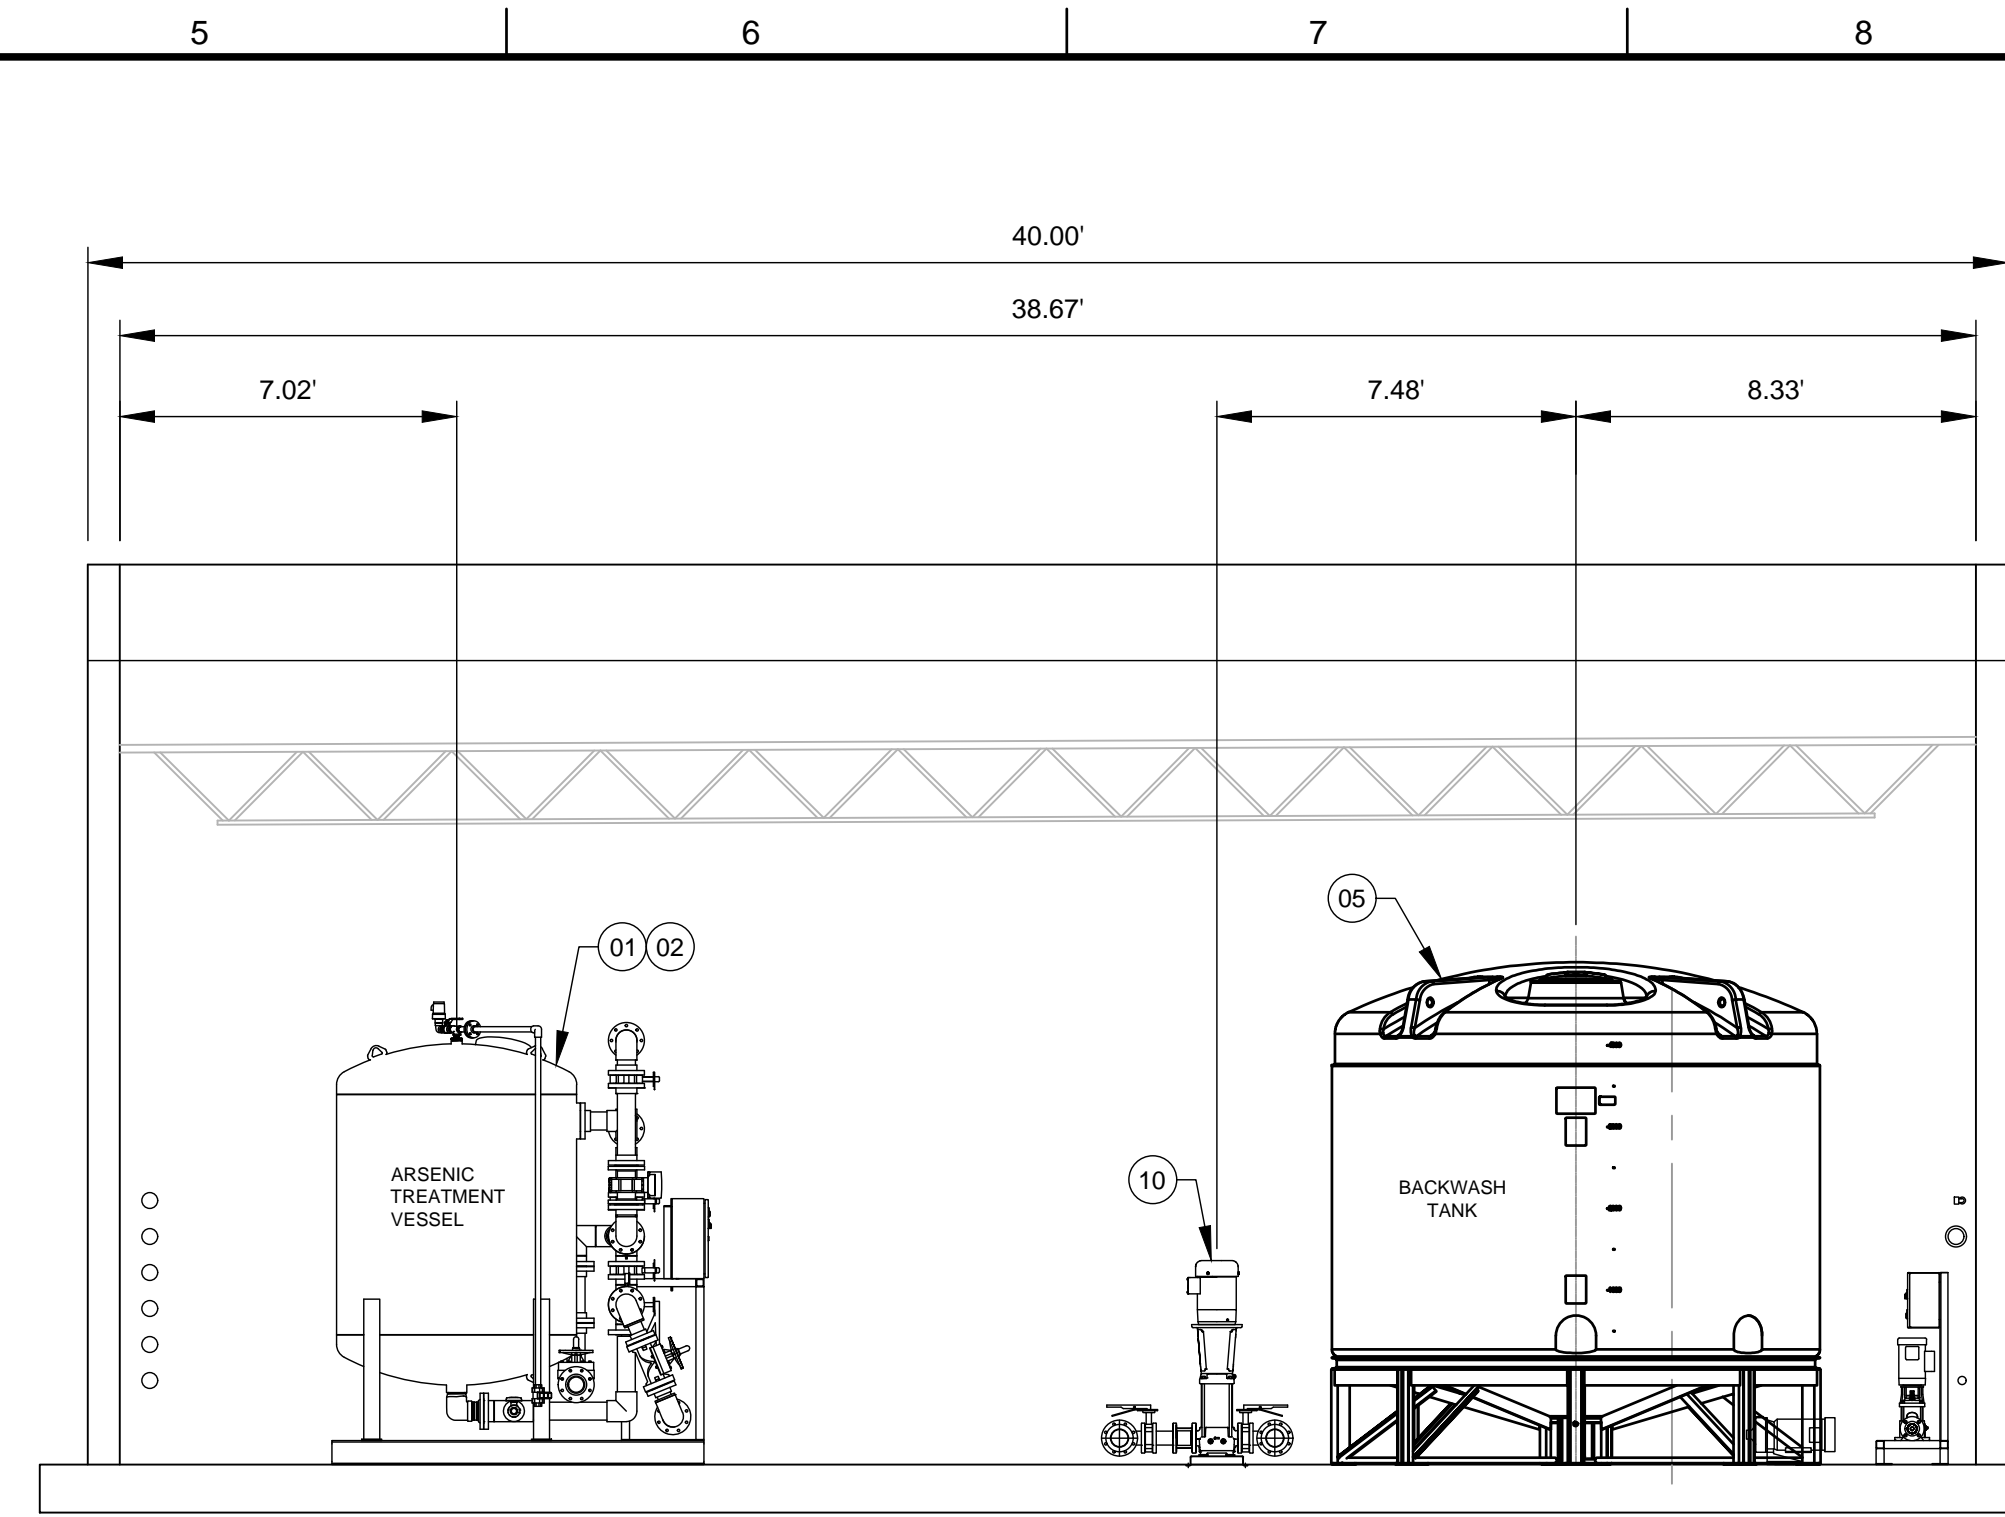 5 6 7 8
40.00'
38.67'
7.02' 7.48' 8.33'
05
01 02
10
ARSENIC
TREATMENT
VESSEL
BACKWASH
TANK